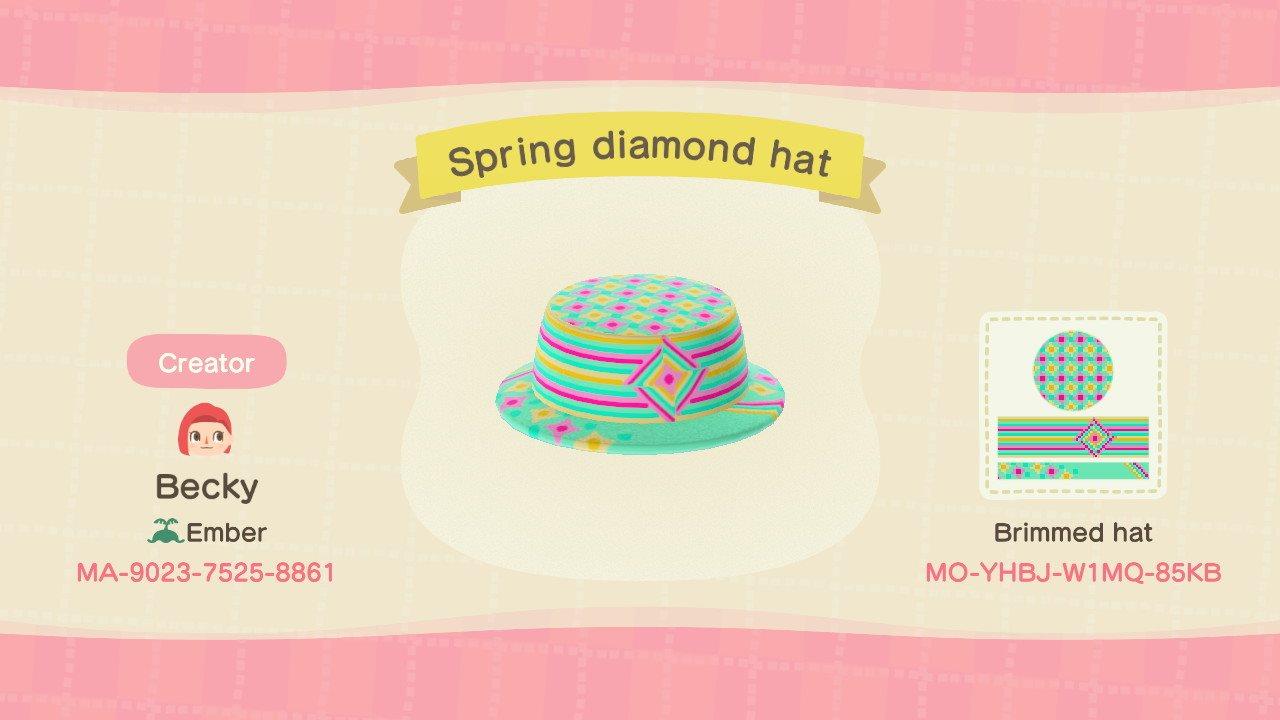 Spring diamond hat
Creator
Becky
Ember
MA-9023-7525-8861
Brimmed hat
MO-YHBJ-W1MQ-85KB